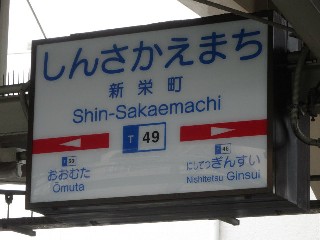 しんさかえまち
新栄町
Shin-Sakaemachi
T 49
T 50
おおむた
Ōmuta
T 48
にしてつぎんすい
Nishitetsu Ginsui